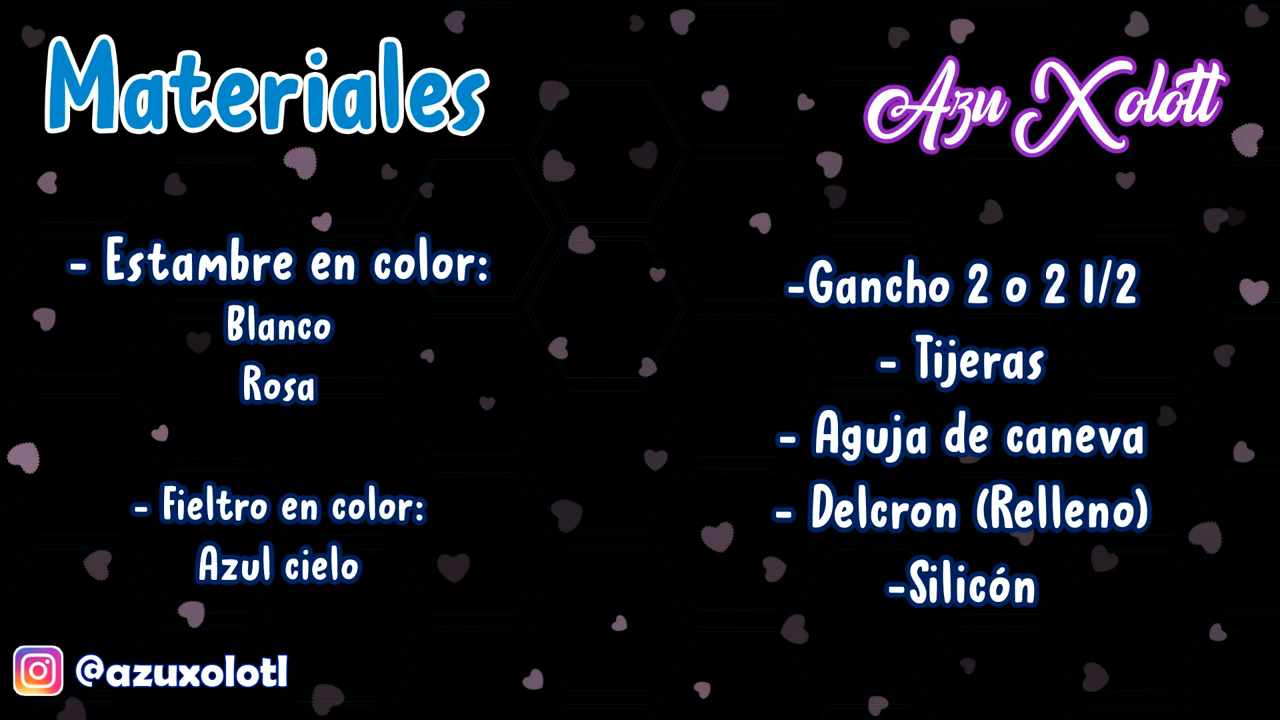 Materiales
Azu Xolotl
- Estambre en color:
Blanco
Rosa
- Fieltro en color:
Azul cielo
-Gancho 2 o 2 1/2
- Tijeras
- Aguja de caneva
- Delcron (Relleno)
-Silicón
@azuxolotl